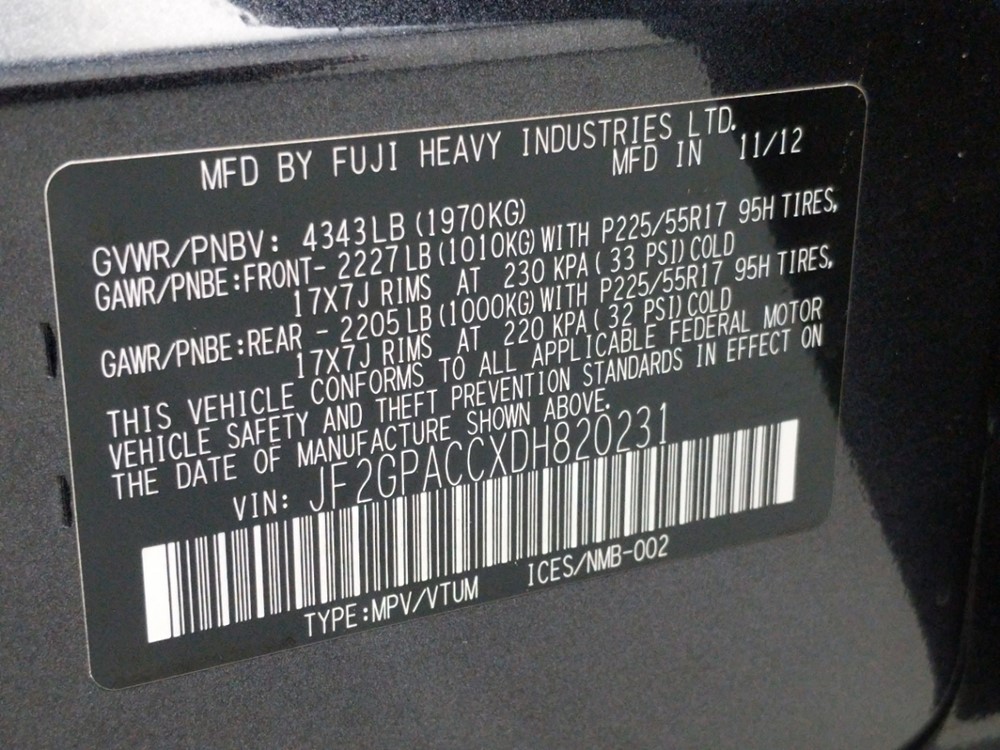 MFD BY FUJI HEAVY INDUSTRIES LTD.
MFD IN 11/12
GVWR/PNBV: 4343LB (1970KG)
GAWR/PNBE:FRONT- 2227LB (1010KG) WITH P225/55R17 95H TIRES,
17X7J RIMS AT 230 KPA( 33 PSI) COLD
GAWR/PNBE:REAR - 2205LB (1000KG) WITH P225/55R17 95H TIRES,
17X7J RIMS AT 220 KPA( 32 PSI) COLD
THIS VEHICLE CONFORMS TO ALL APPLICABLE FEDERAL MOTOR
VEHICLE SAFETY AND THEFT PREVENTION STANDARDS IN EFFECT ON
THE DATE OF MANUFACTURE SHOWN ABOVE.
VIN: JF2GPACCXDH820231
TYPE:MPV/VTUM ICES/NMB-002